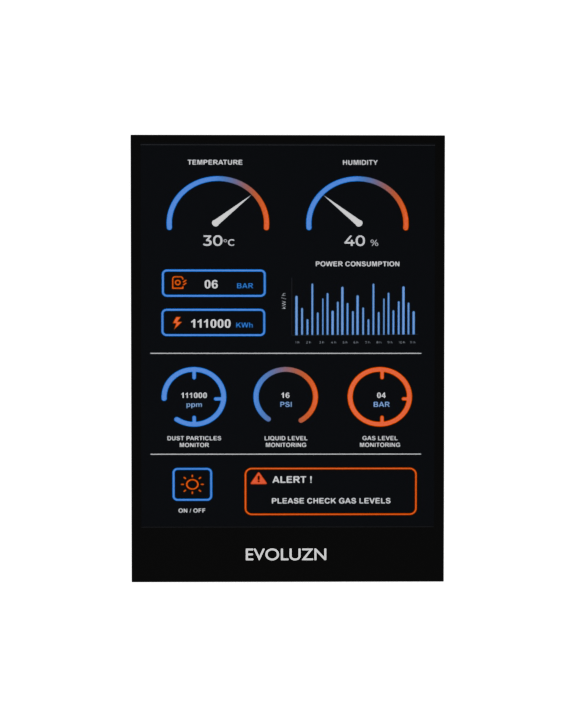 TEMPERATURE
HUMIDITY
30°C
40 %
POWER CONSUMPTION
06 BAR
kW / h
111000 KWh
111000
ppm
16
PSI
04
BAR
DUST PARTICLES
MONITOR
LIQUID LEVEL
MONITORING
GAS LEVEL
MONITORING
ALERT !
PLEASE CHECK GAS LEVELS
ON / OFF
EVOLUZN